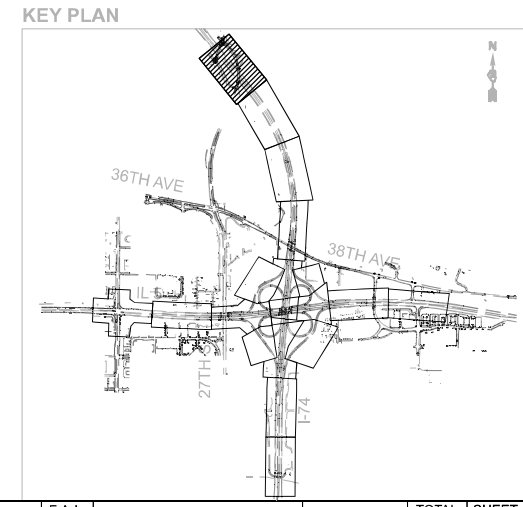 KEY PLAN
N
36TH AVE
38TH AVE
IL
27TH S
I-74
F.A.I.
TOTAL
SHEET